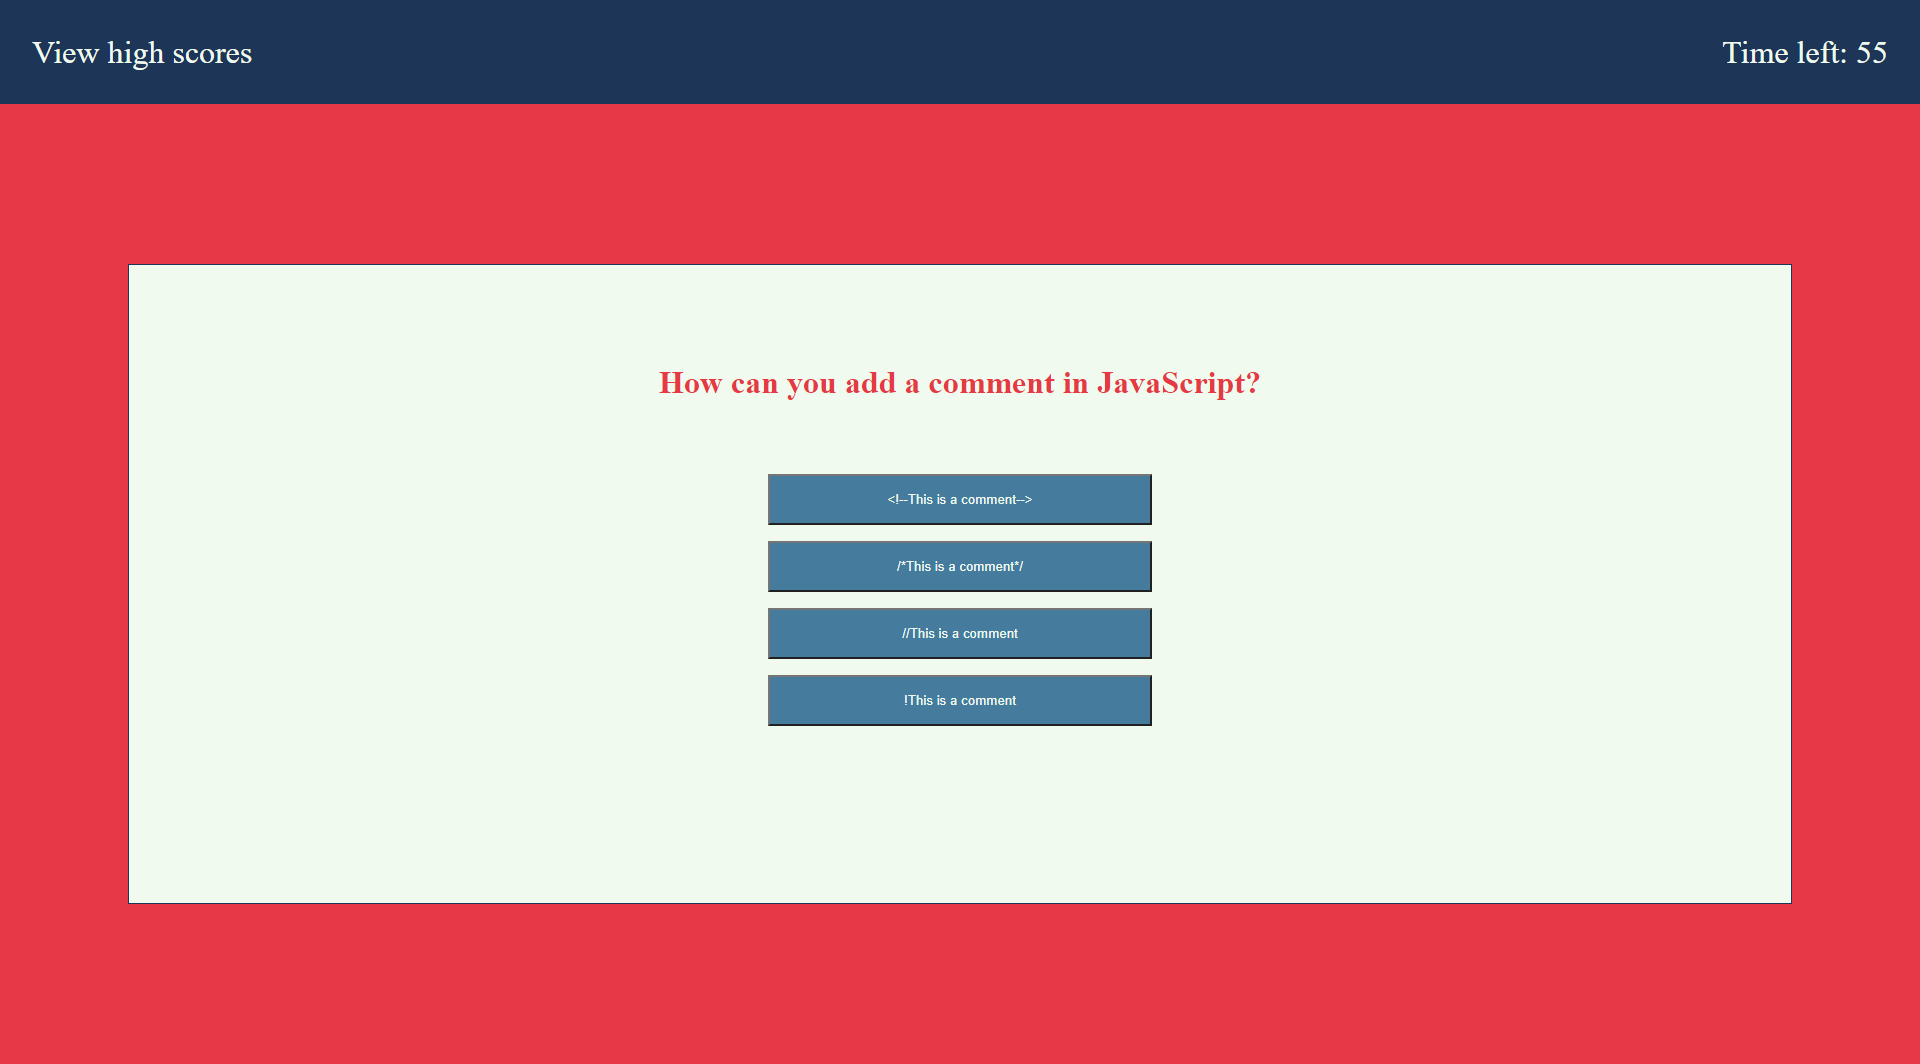 View high scores
Time left: 55
How can you add a comment in JavaScript?
<!--This is a comment-->
/*This is a comment*/
//This is a comment
!This is a comment